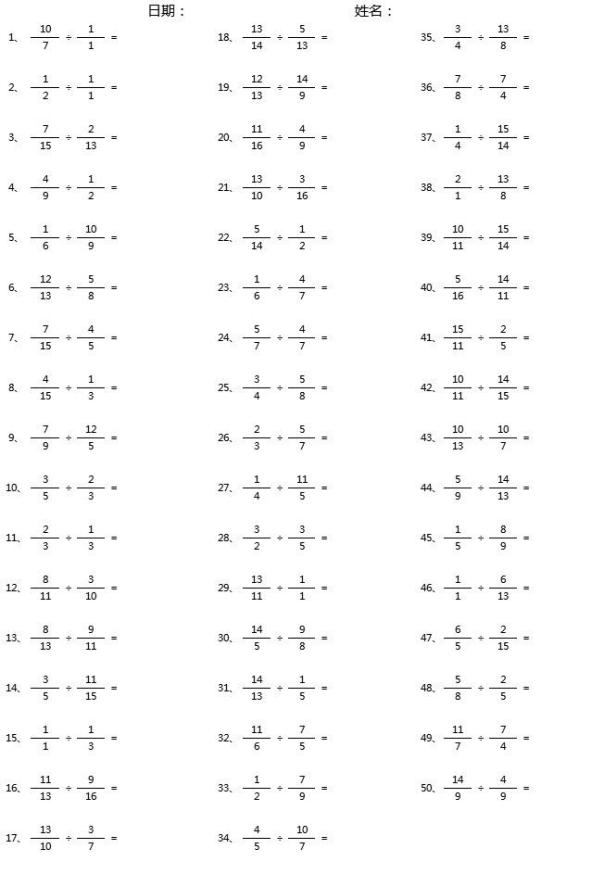 日期： 姓名：
1、 10/7 ÷ 1/1 =
2、 1/2 ÷ 1/1 =
3、 7/15 ÷ 2/13 =
4、 4/9 ÷ 1/2 =
5、 1/6 ÷ 10/9 =
6、 12/13 ÷ 5/8 =
7、 7/15 ÷ 4/5 =
8、 4/15 ÷ 1/3 =
9、 7/9 ÷ 12/5 =
10、 3/5 ÷ 2/3 =
11、 2/3 ÷ 1/3 =
12、 8/11 ÷ 3/10 =
13、 8/13 ÷ 9/11 =
14、 3/5 ÷ 11/15 =
15、 1/1 ÷ 1/3 =
16、 11/13 ÷ 9/16 =
17、 13/10 ÷ 3/7 =
18、 13/14 ÷ 5/13 =
19、 12/13 ÷ 14/9 =
20、 11/16 ÷ 4/9 =
21、 13/10 ÷ 3/16 =
22、 5/14 ÷ 1/2 =
23、 1/6 ÷ 4/7 =
24、 5/7 ÷ 4/7 =
25、 3/4 ÷ 5/8 =
26、 2/3 ÷ 5/7 =
27、 1/4 ÷ 11/5 =
28、 3/2 ÷ 3/5 =
29、 13/11 ÷ 1/1 =
30、 14/5 ÷ 9/8 =
31、 14/13 ÷ 1/5 =
32、 11/6 ÷ 7/5 =
33、 1/2 ÷ 7/9 =
34、 4/5 ÷ 10/7 =
35、 3/4 ÷ 13/8 =
36、 7/8 ÷ 7/4 =
37、 1/4 ÷ 15/14 =
38、 2/1 ÷ 13/8 =
39、 10/11 ÷ 15/14 =
40、 5/16 ÷ 14/11 =
41、 15/11 ÷ 2/5 =
42、 10/11 ÷ 14/15 =
43、 10/13 ÷ 10/7 =
44、 5/9 ÷ 14/13 =
45、 1/5 ÷ 8/9 =
46、 1/1 ÷ 6/13 =
47、 6/5 ÷ 2/15 =
48、 5/8 ÷ 2/5 =
49、 11/7 ÷ 7/4 =
50、 14/9 ÷ 4/9 =